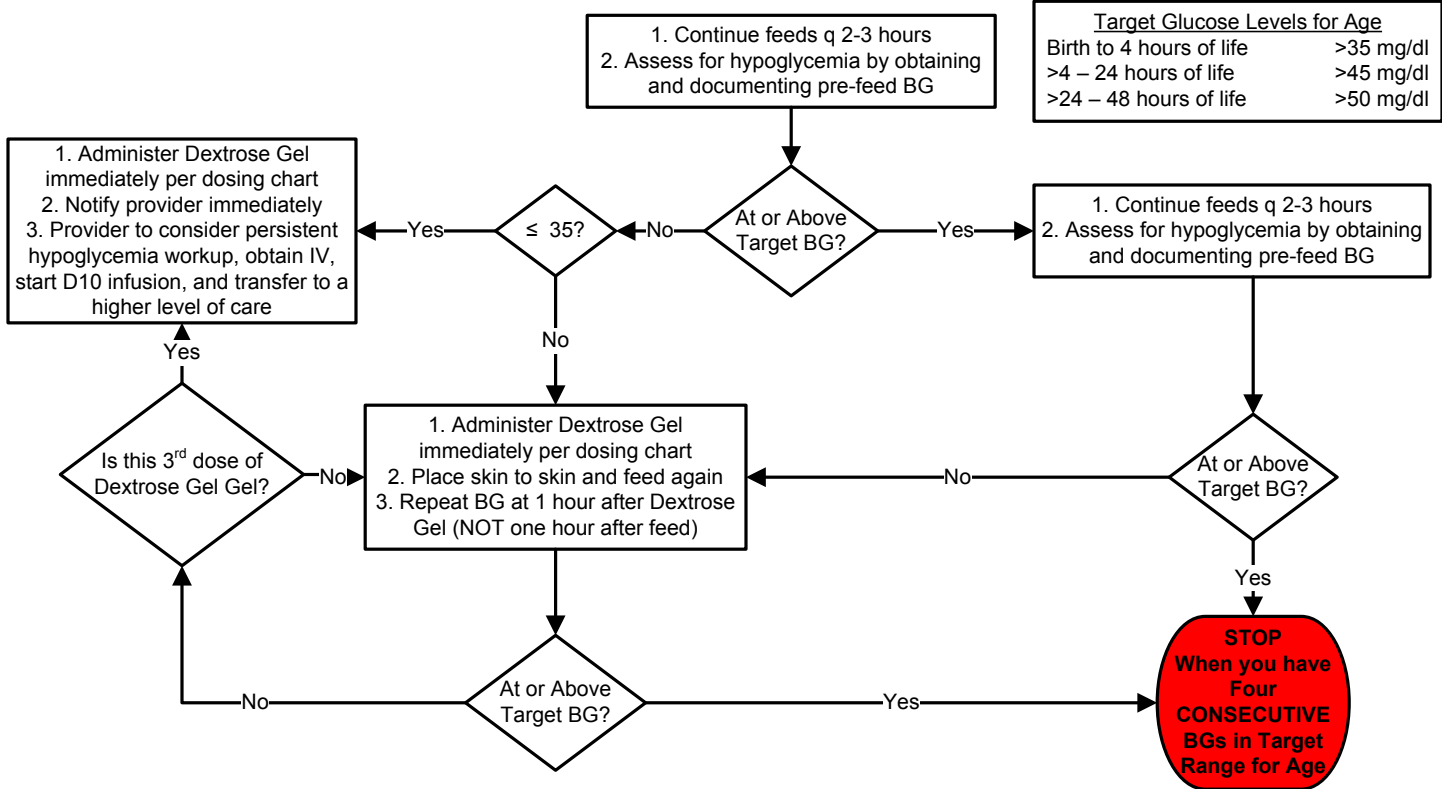 1. Continue feeds q 2-3 hours
2. Assess for hypoglycemia by obtaining
and documenting pre-feed BG
Target Glucose Levels for Age
Birth to 4 hours of life >35 mg/dl
>4 – 24 hours of life >45 mg/dl
>24 – 48 hours of life >50 mg/dl
1. Administer Dextrose Gel
immediately per dosing chart
2. Notify provider immediately
3. Provider to consider persistent
hypoglycemia workup, obtain IV,
start D10 infusion, and transfer to a
higher level of care
Yes
≤ 35?
No
At or Above
Target BG?
Yes
1. Continue feeds q 2-3 hours
2. Assess for hypoglycemia by obtaining
and documenting pre-feed BG
Yes
No
Is this 3rd dose of
Dextrose Gel Gel?
No
1. Administer Dextrose Gel
immediately per dosing chart
2. Place skin to skin and feed again
3. Repeat BG at 1 hour after Dextrose
Gel (NOT one hour after feed)
No
At or Above
Target BG?
Yes
No
At or Above
Target BG?
Yes
STOP
When you have
Four
CONSECUTIVE
BGs in Target
Range for Age